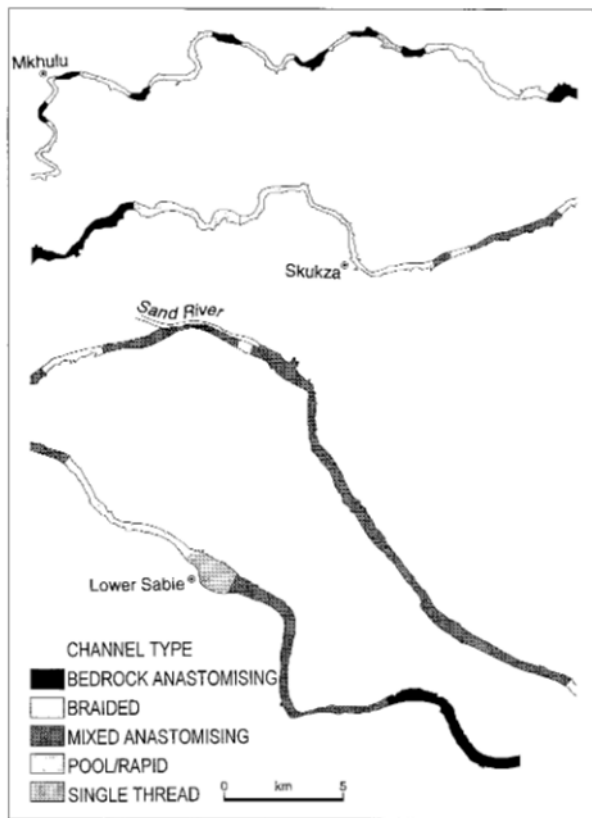 Mkhulu
Skukza
Sand River
Lower Sabie
CHANNEL TYPE
BEDROCK ANASTOMISING
BRAIDED
MIXED ANASTOMISING
POOL/RAPID
SINGLE THREAD
0 km 5